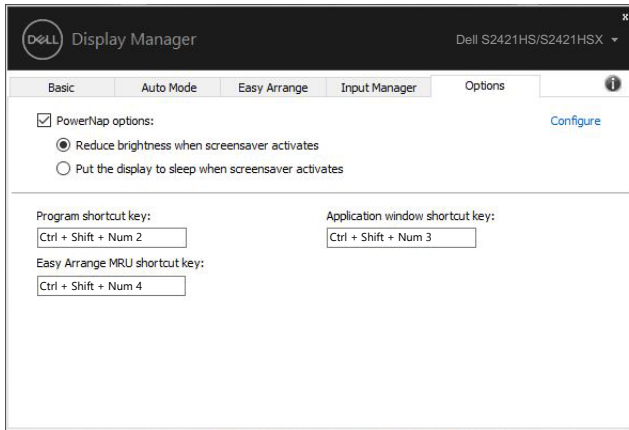 x
DELL Display Manager
Dell S2421HS/S2421HSX
Basic Auto Mode Easy Arrange Input Manager Options
PowerNap options:
Configure
Reduce brightness when screensaver activates
Put the display to sleep when screensaver activates
Program shortcut key:
Application window shortcut key:
Ctrl + Shift + Num 2
Ctrl + Shift + Num 3
Easy Arrange MRU shortcut key:
Ctrl + Shift + Num 4